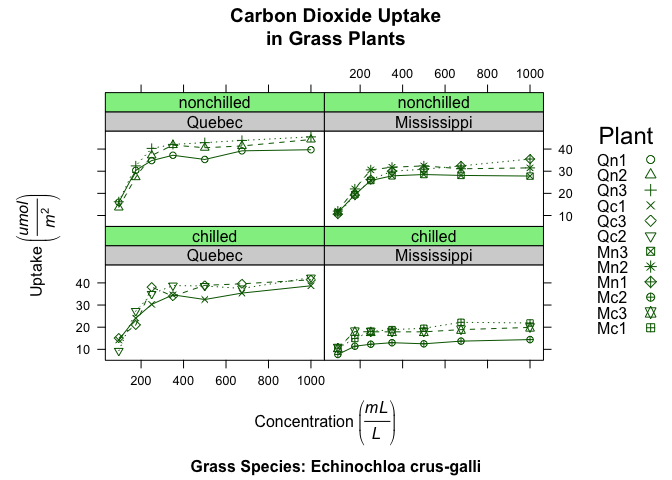 Carbon Dioxide Uptake
in Grass Plants
200 400 600 800 1000
nonchilled nonchilled
Quebec Mississippi
40
30
20
10
chilled chilled
Quebec Mississippi
40
30
20
10
200 400 600 800 1000
Uptake (umol / m²)
Concentration (mL / L)
Grass Species: Echinochloa crus-galli
Plant
Qn1
Qn2
Qn3
Qc1
Qc3
Qc2
Mn3
Mn2
Mn1
Mc2
Mc3
Mc1